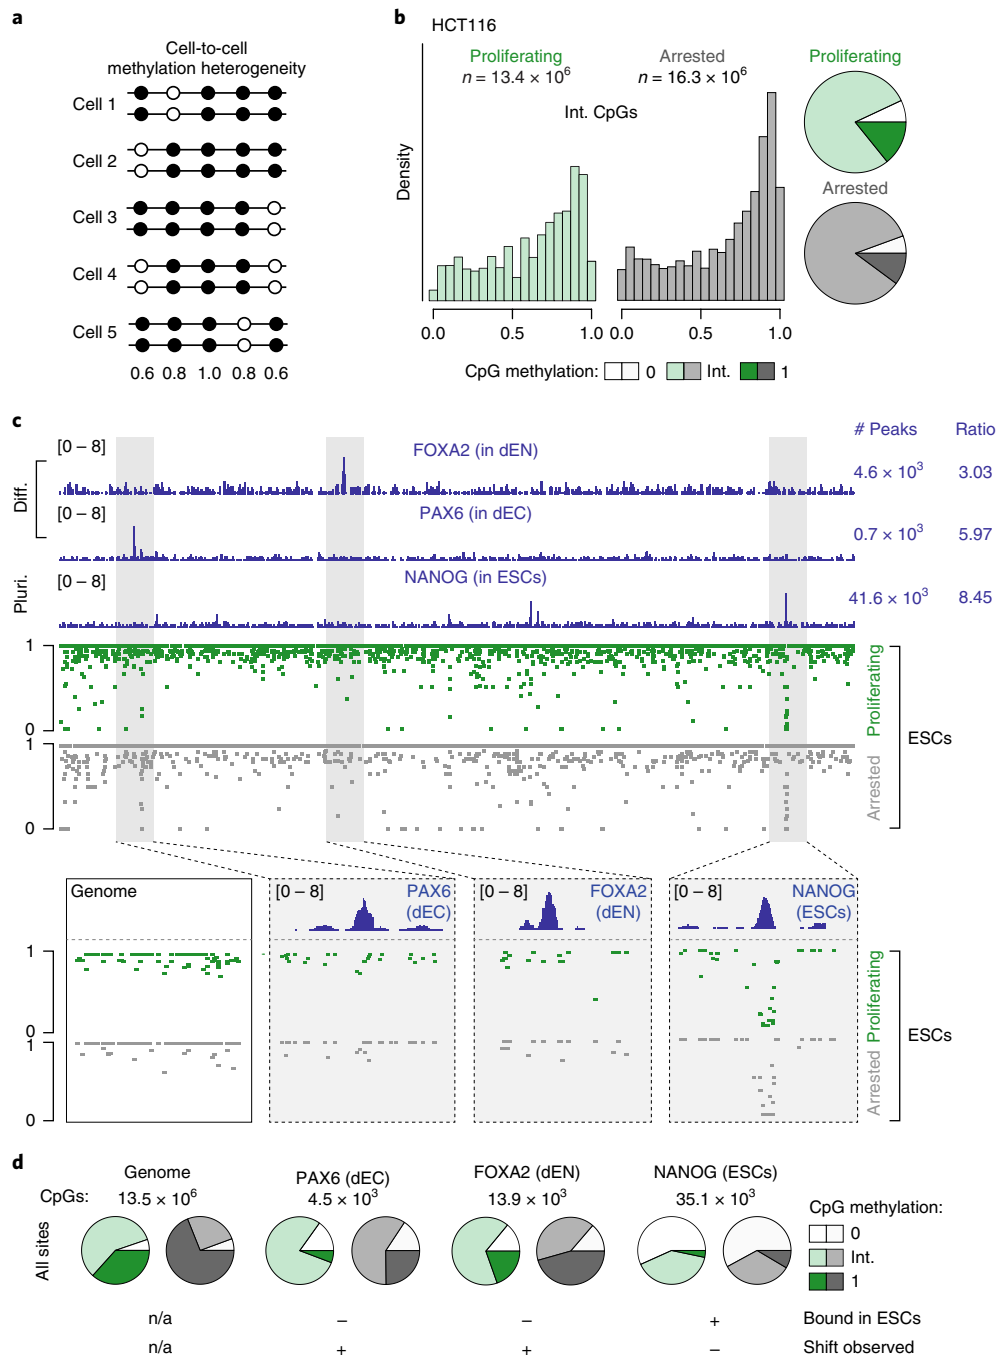 a
Cell-to-cell
methylation heterogeneity
Cell 1
Cell 2
Cell 3
Cell 4
Cell 5
0.6 0.8 1.0 0.8 0.6
b
HCT116
Proliferating
n = 13.4 × 10⁶
Arrested
n = 16.3 × 10⁶
Int. CpGs
Density
0.0 0.5 1.0
0.0 0.5 1.0
Proliferating
Arrested
CpG methylation: 0 Int. 1
c
# Peaks Ratio
Diff.
[0 – 8] FOXA2 (in dEN) 4.6 × 10³ 3.03
[0 – 8] PAX6 (in dEC) 0.7 × 10³ 5.97
Pluri.
[0 – 8] NANOG (in ESCs) 41.6 × 10³ 8.45
1
0
Proliferating
1
0
Arrested
ESCs
Genome
[0 – 8] PAX6
(dEC)
[0 – 8] FOXA2
(dEN)
[0 – 8] NANOG
(ESCs)
1
0
Proliferating
1
0
Arrested
ESCs
d
Genome PAX6 (dEC) FOXA2 (dEN) NANOG (ESCs)
CpGs: 13.5 × 10⁶ 4.5 × 10³ 13.9 × 10³ 35.1 × 10³
All sites
CpG methylation:
0
Int.
1
n/a – – + Bound in ESCs
n/a + + – Shift observed